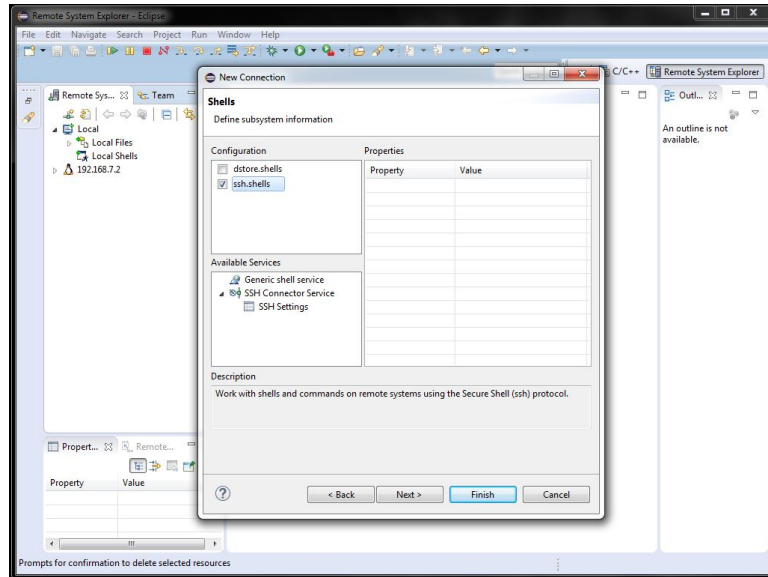 Remote System Explorer - Eclipse
File Edit Navigate Search Project Run Window Help
C/C++ Remote System Explorer
Remote Sys... Team
Local
Local Files
Local Shells
192.168.7.2
New Connection
Shells
Define subsystem information
Configuration
dstore.shells
ssh.shells
Available Services
Generic shell service
SSH Connector Service
SSH Settings
Properties
Property Value
Description
Work with shells and commands on remote systems using the Secure Shell (ssh) protocol.
? < Back Next > Finish Cancel
Outl...
An outline is not
available.
Propert... Remote...
Property Value
Prompts for confirmation to delete selected resources